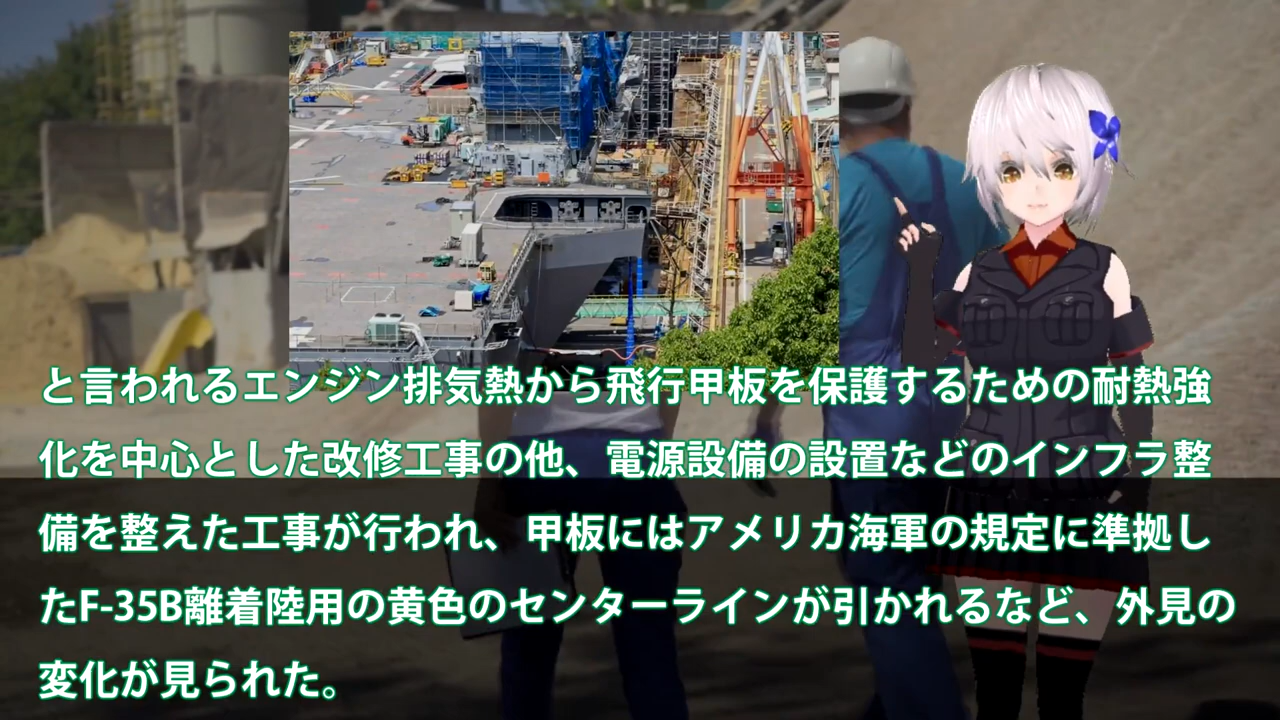 と言われるエンジン排気熱から飛行甲板を保護するための耐熱強
化を中心とした改修工事の他、電源設備の設置などのインフラ整
備を整えた工事が行われ、甲板にはアメリカ海軍の規定に準拠し
たF-35B離着陸用の黄色のセンターラインが引かれるなど、外見の
変化が見られた。